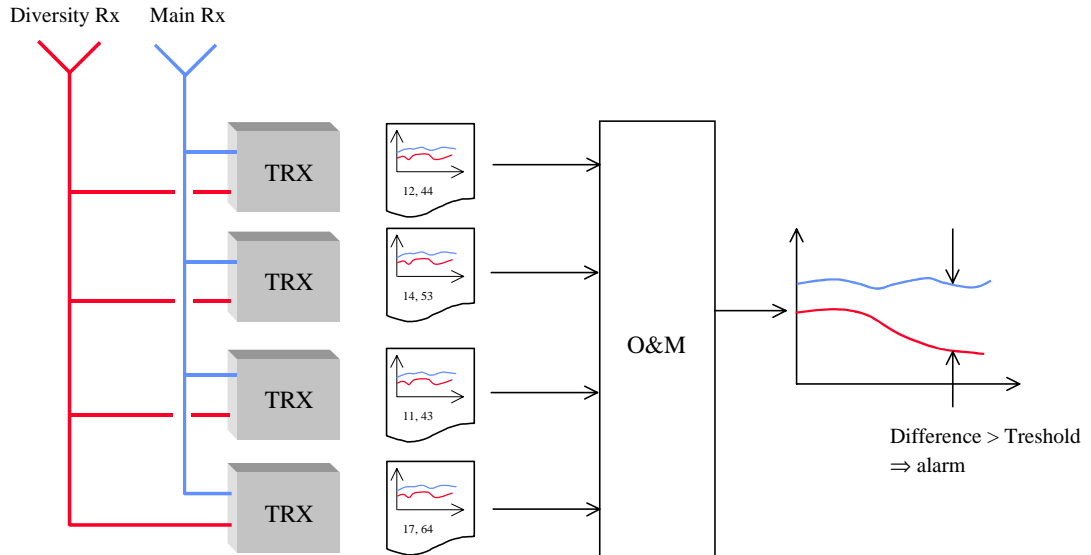 Diversity Rx
Main Rx
TRX
12, 44
TRX
14, 53
TRX
11, 43
TRX
17, 64
O&M
Difference > Treshold
⇒ alarm